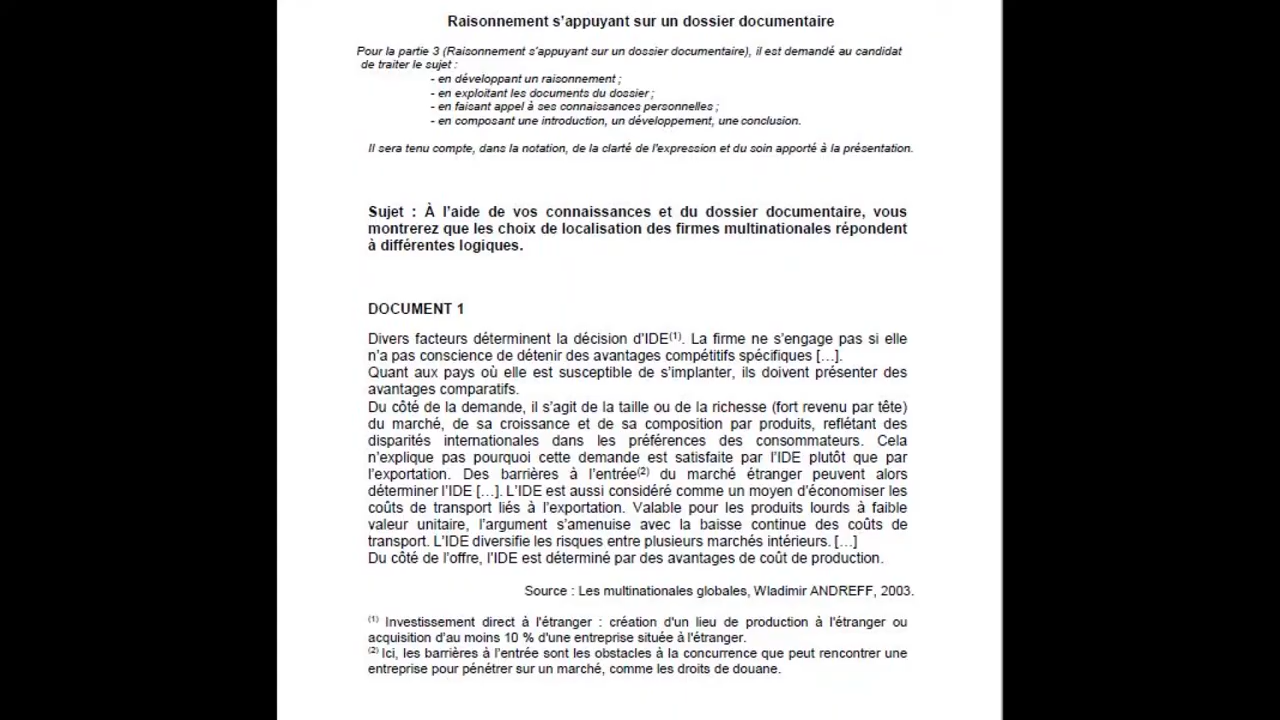 Raisonnement s'appuyant sur un dossier documentaire
Pour la partie 3 (Raisonnement s'appuyant sur un dossier documentaire), il est demandé au candidat
de traiter le sujet :
- en développant un raisonnement ;
- en exploitant les documents du dossier ;
- en faisant appel à ses connaissances personnelles ;
- en composant une introduction, un développement, une conclusion.
Il sera tenu compte, dans la notation, de la clarté de l'expression et du soin apporté à la présentation.
Sujet : À l'aide de vos connaissances et du dossier documentaire, vous
montrerez que les choix de localisation des firmes multinationales répondent
à différentes logiques.
DOCUMENT 1
Divers facteurs déterminent la décision d'IDE(1). La firme ne s'engage pas si elle
n'a pas conscience de détenir des avantages compétitifs spécifiques [...].
Quant aux pays où elle est susceptible de s'implanter, ils doivent présenter des
avantages comparatifs.
Du côté de la demande, il s'agit de la taille ou de la richesse (fort revenu par tête)
du marché, de sa croissance et de sa composition par produits, reflétant des
disparités internationales dans les préférences des consommateurs. Cela
n'explique pas pourquoi cette demande est satisfaite par l'IDE plutôt que par
l'exportation. Des barrières à l'entrée(2) du marché étranger peuvent alors
déterminer l'IDE [...]. L'IDE est aussi considéré comme un moyen d'économiser les
coûts de transport liés à l'exportation. Valable pour les produits lourds à faible
valeur unitaire, l'argument s'amenuise avec la baisse continue des coûts de
transport. L'IDE diversifie les risques entre plusieurs marchés intérieurs. [...]
Du côté de l'offre, l'IDE est déterminé par des avantages de coût de production.
Source : Les multinationales globales, Wladimir ANDREFF, 2003.
(1) Investissement direct à l'étranger : création d'un lieu de production à l'étranger ou
acquisition d'au moins 10 % d'une entreprise située à l'étranger.
(2) Ici, les barrières à l'entrée sont les obstacles à la concurrence que peut rencontrer une
entreprise pour pénétrer sur un marché, comme les droits de douane.